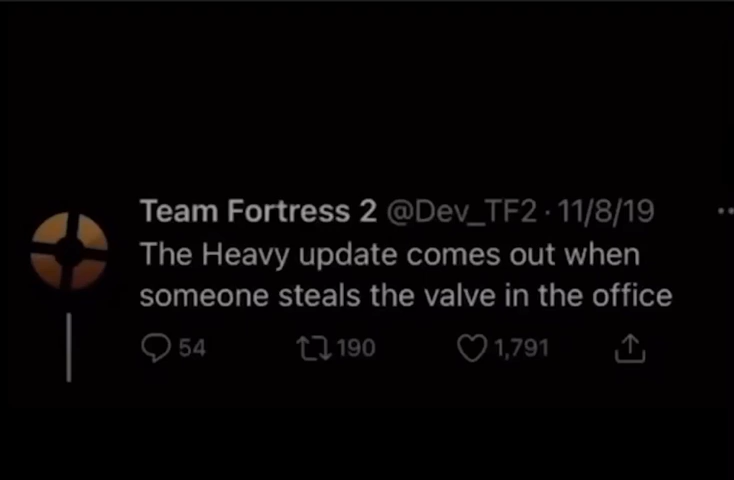 Team Fortress 2 @Dev_TF2 · 11/8/19
The Heavy update comes out when
someone steals the valve in the office
54 190 1,791